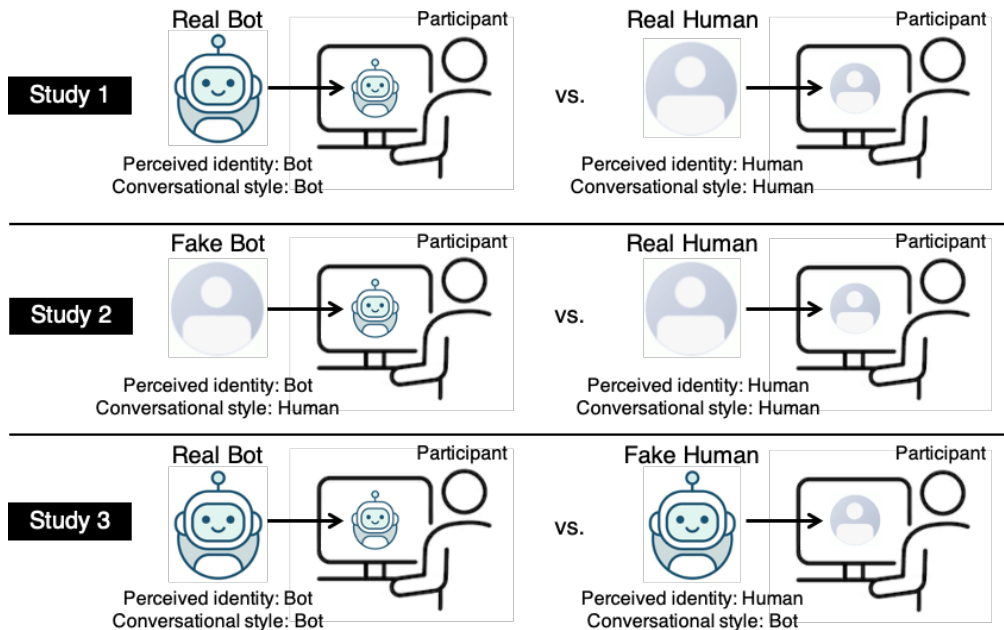 Real Bot
Participant
Real Human
Participant
Study 1
vs.
Perceived identity: Bot
Conversational style: Bot
Perceived identity: Human
Conversational style: Human
Fake Bot
Participant
Real Human
Participant
Study 2
vs.
Perceived identity: Bot
Conversational style: Human
Perceived identity: Human
Conversational style: Human
Real Bot
Participant
Fake Human
Participant
Study 3
vs.
Perceived identity: Bot
Conversational style: Bot
Perceived identity: Human
Conversational style: Bot